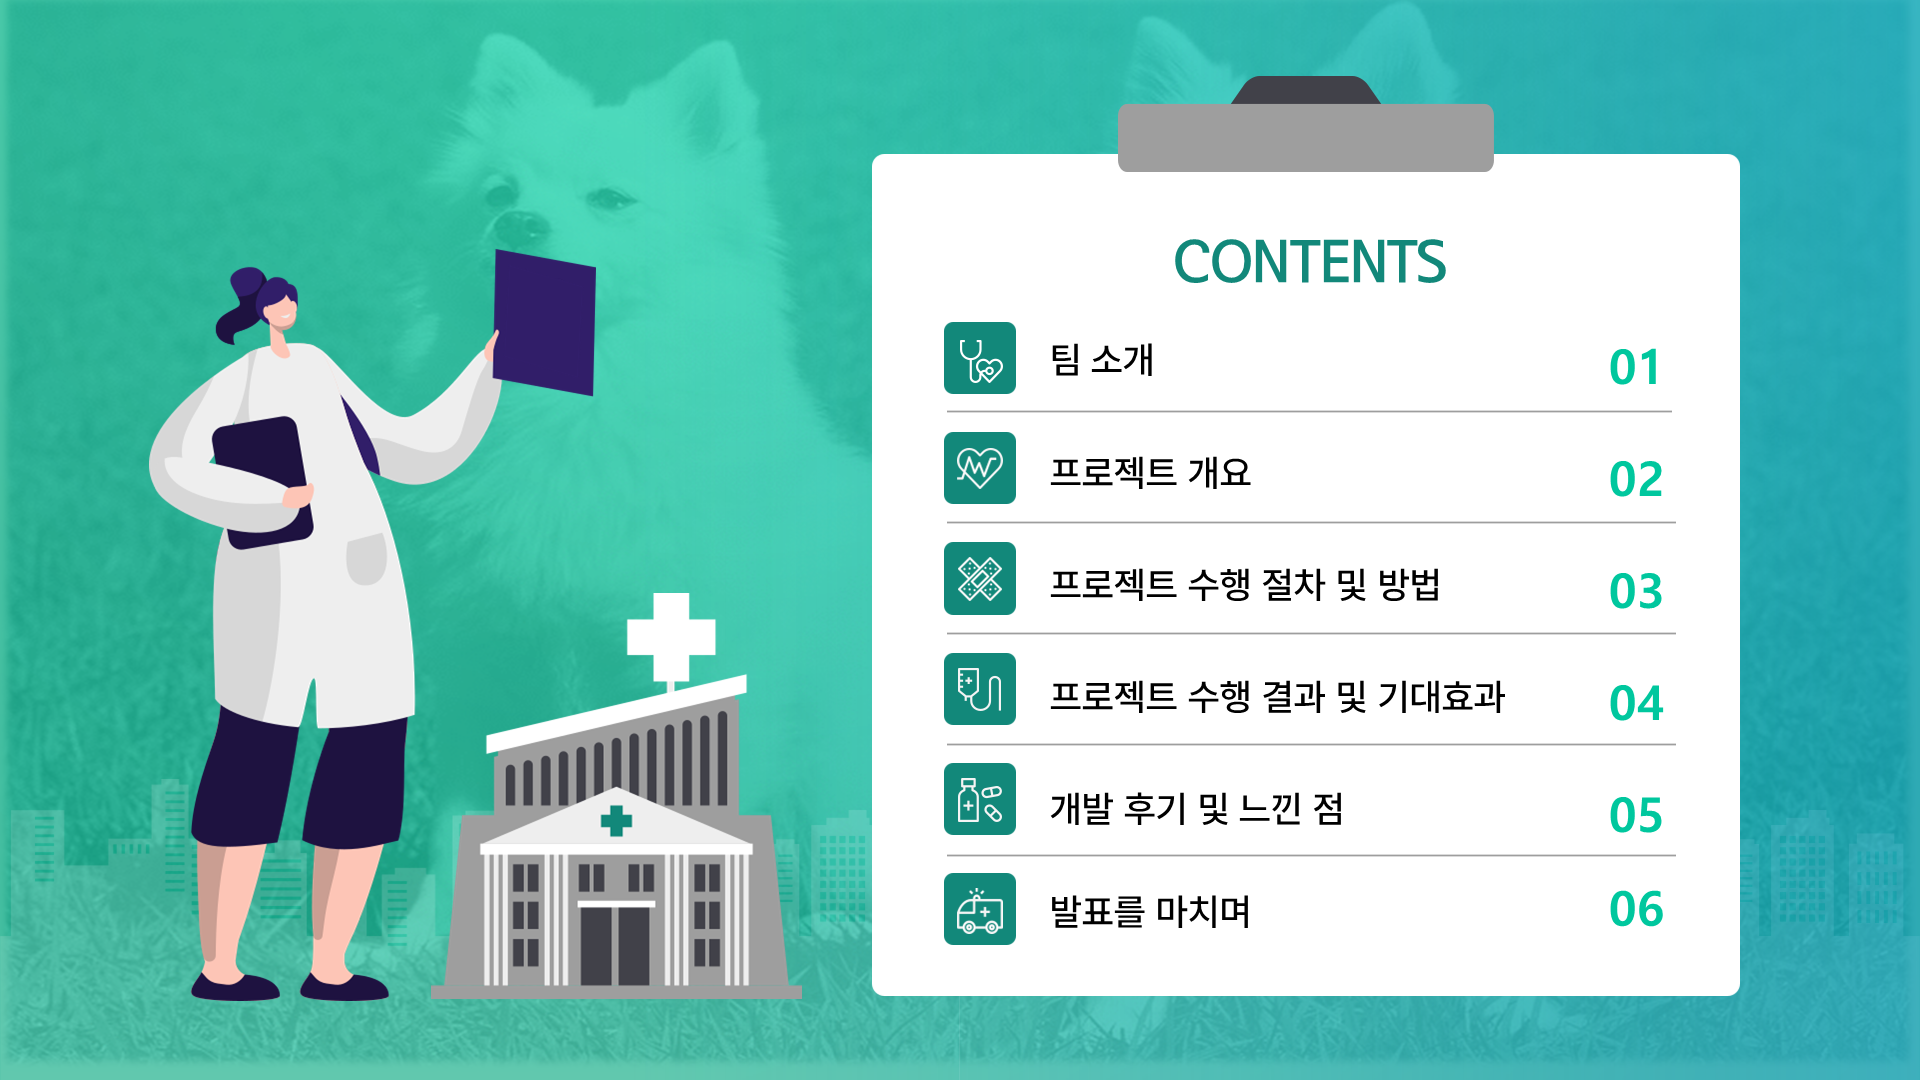 CONTENTS
팀 소개 01
프로젝트 개요 02
프로젝트 수행 절차 및 방법 03
프로젝트 수행 결과 및 기대효과 04
개발 후기 및 느낀 점 05
발표를 마치며 06